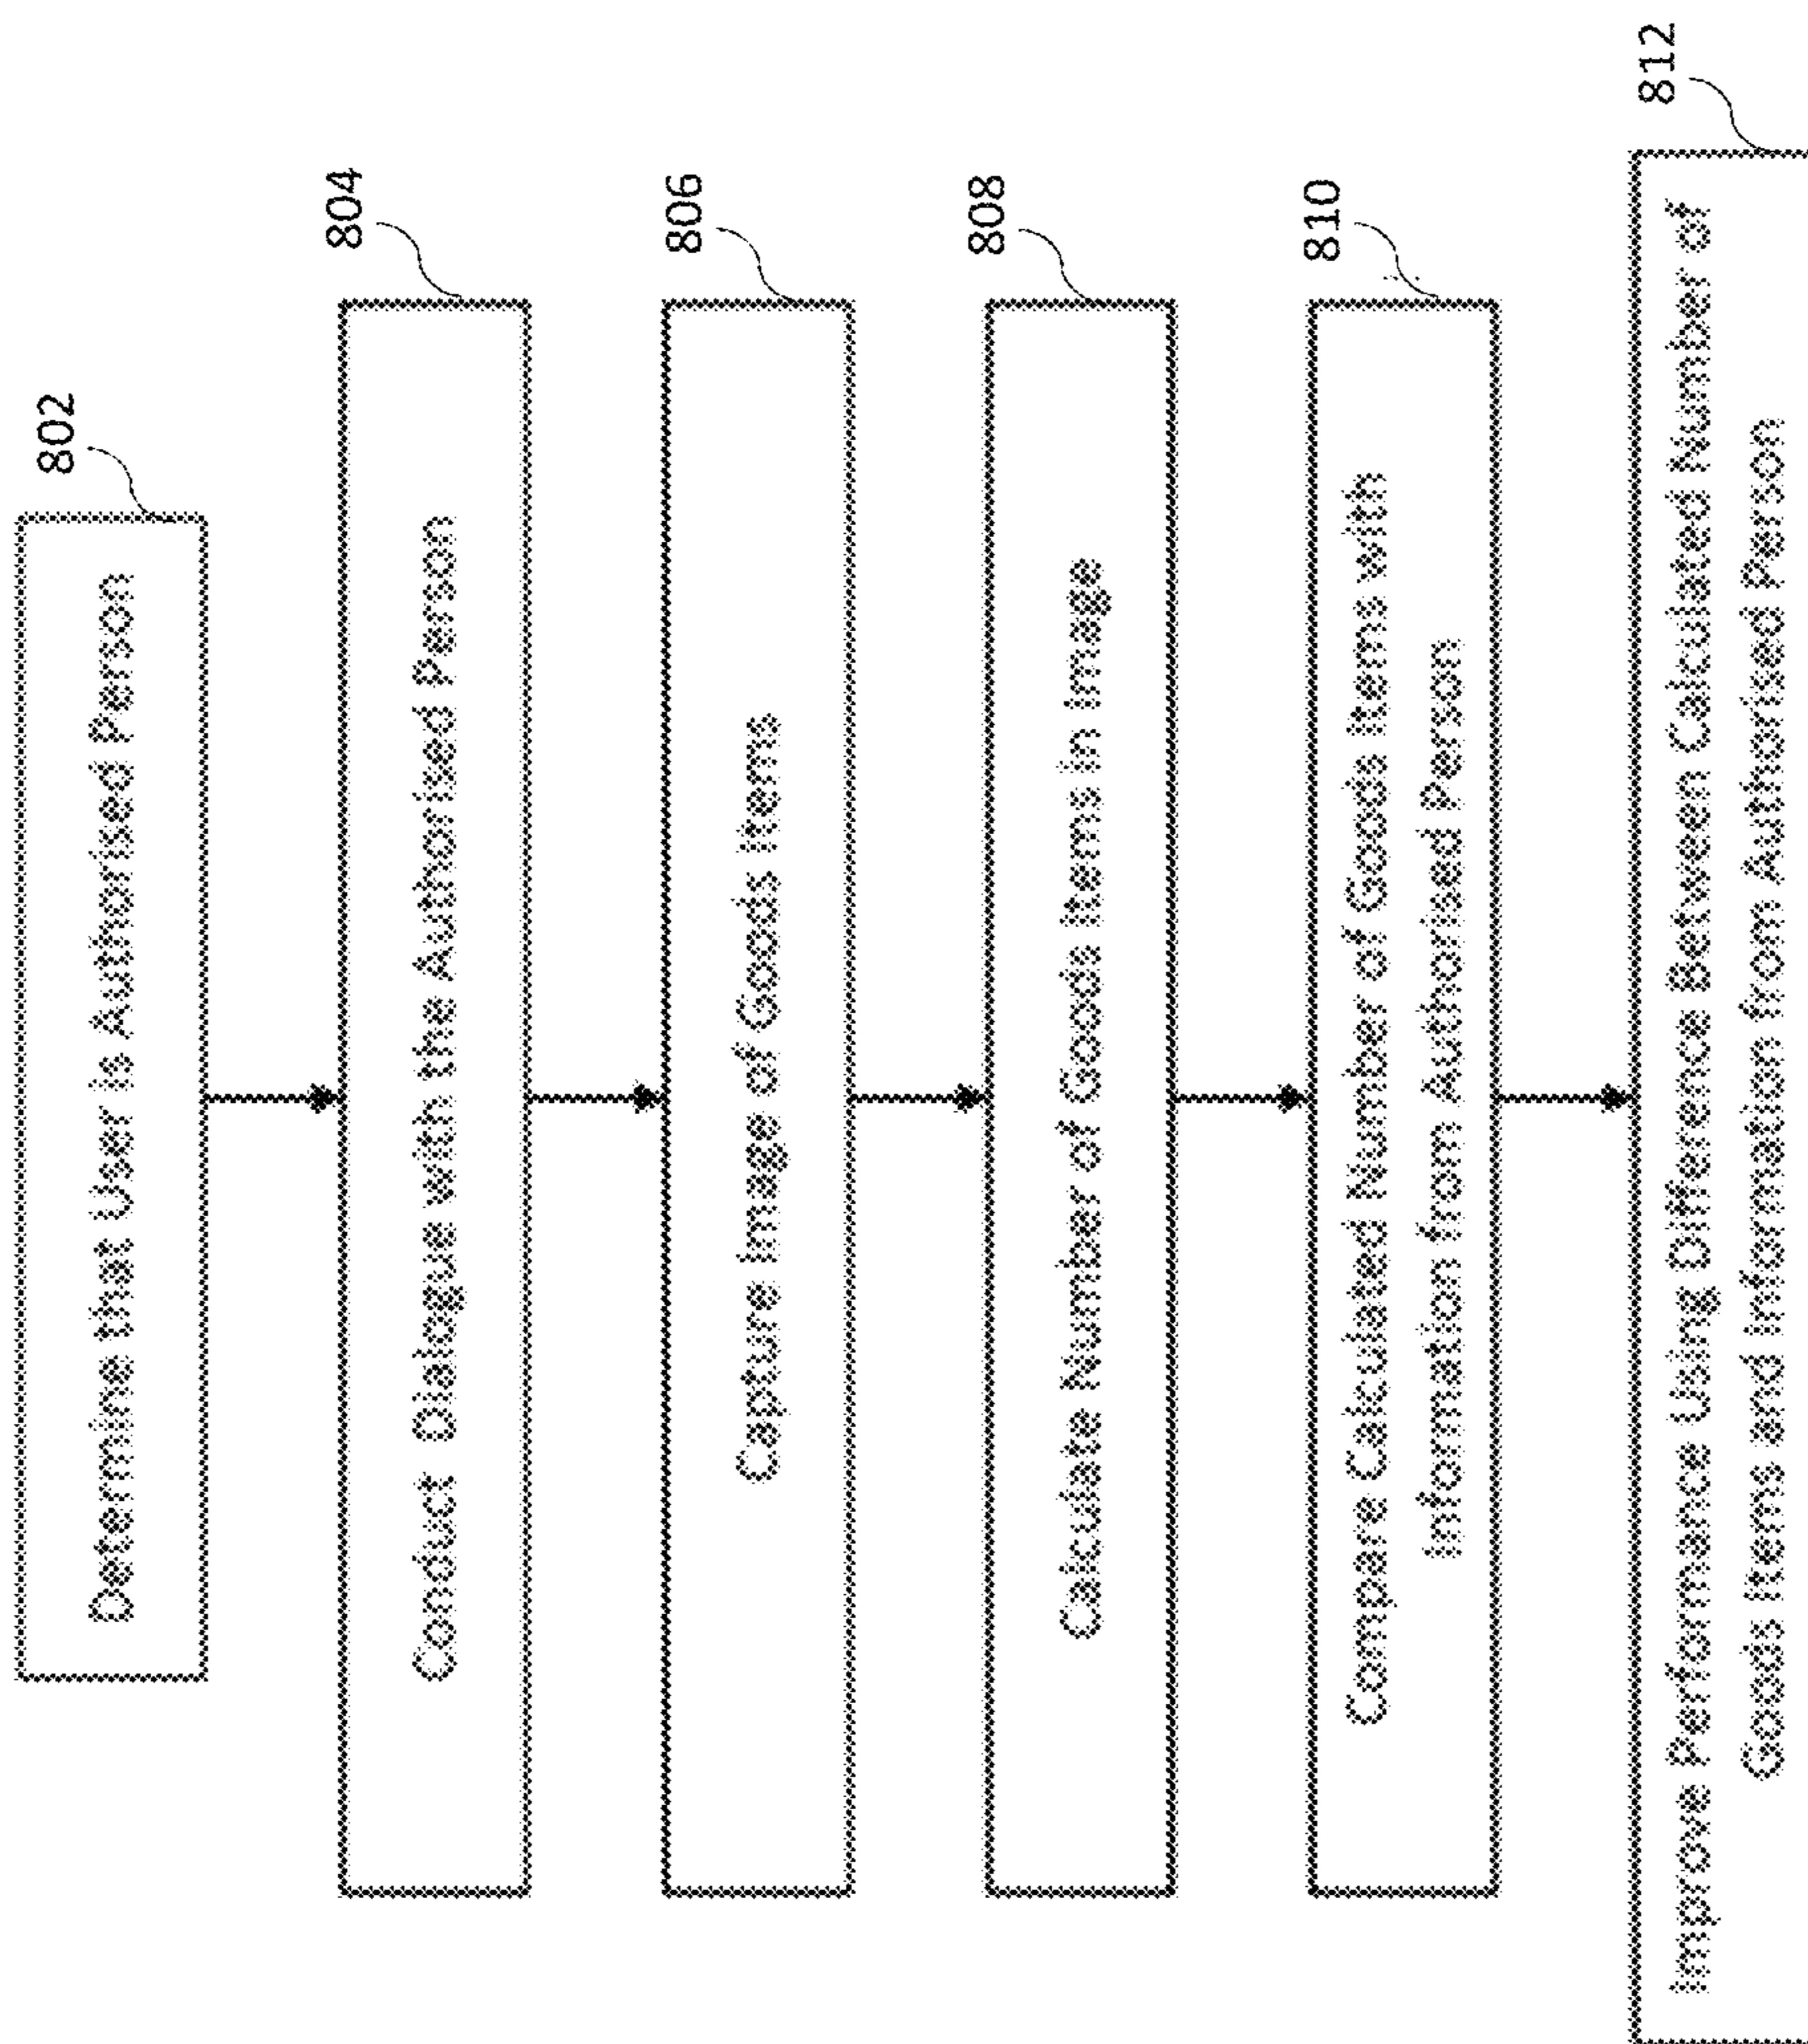 802
Determine that User is Authorised Person
804
Conduct Dialogue with the Authorised Person
806
Capture Image of Goods Items
808
Calculate Number of Goods Items in Image
810
Compare Calculated Number of Goods Items with
Information from Authorised Person
812
Improve Performance Using Difference Between Calculated Number of
Goods Items and Information from Authorised Person